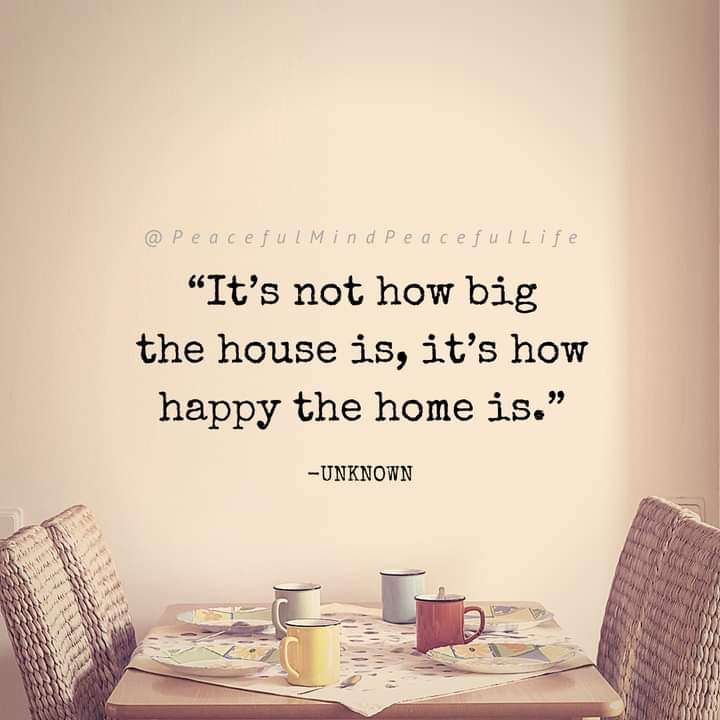 @PeacefulMindPeacefulLife
“It’s not how big
the house is, it’s how
happy the home is.”
–UNKNOWN